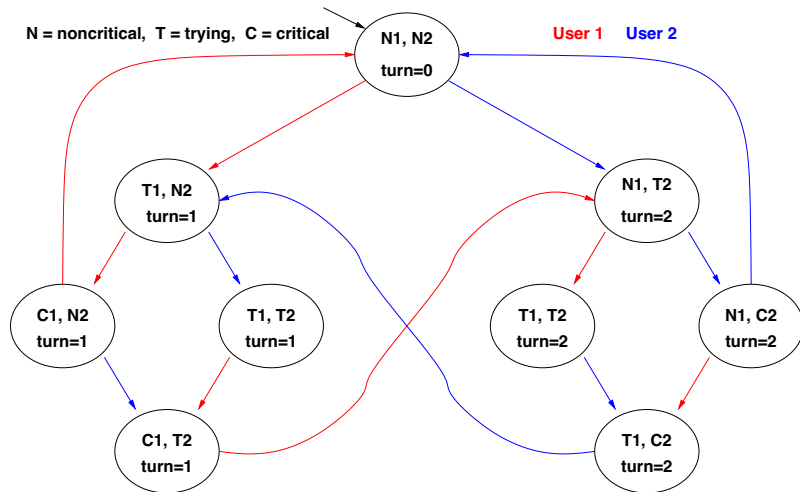 N = noncritical, T = trying, C = critical
User 1 User 2
N1, N2
turn=0
T1, N2
turn=1
N1, T2
turn=2
C1, N2
turn=1
T1, T2
turn=1
T1, T2
turn=2
N1, C2
turn=2
C1, T2
turn=1
T1, C2
turn=2